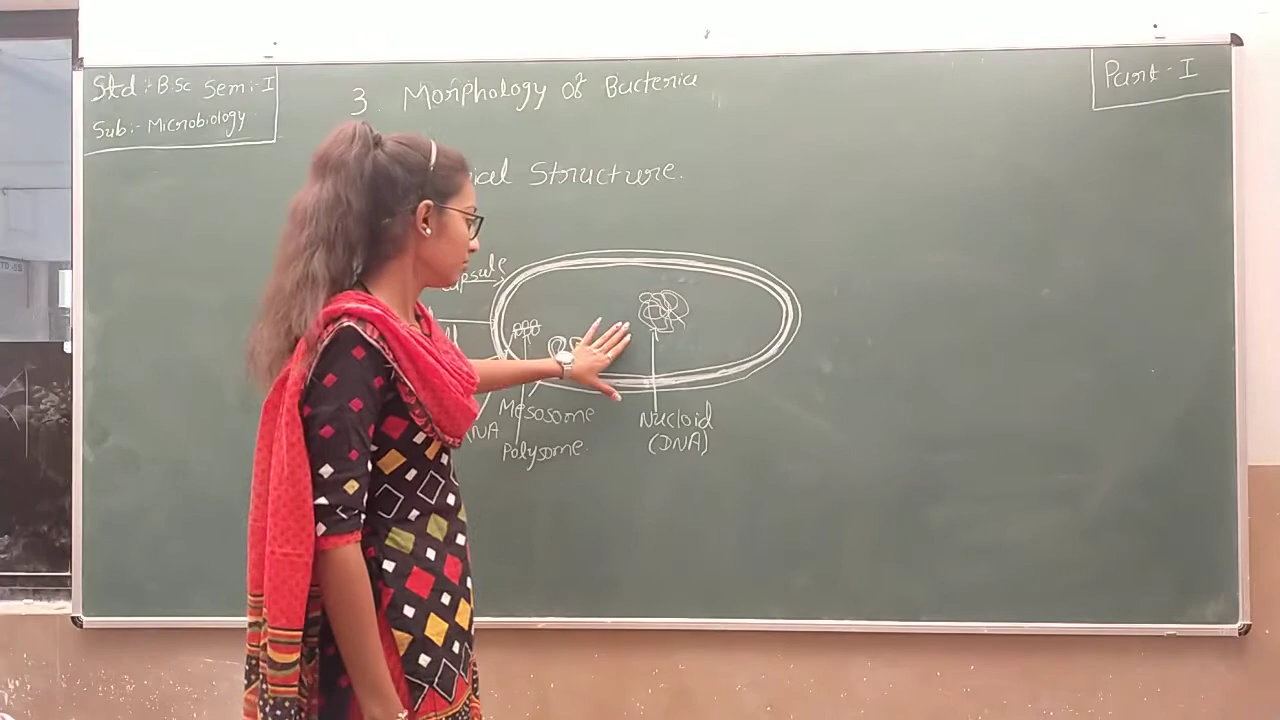 Std :- B.Sc Sem :- I
Sub :- Microbiology
3. Morphology of Bacteria
Part - I
Structure.
Mesosome
Polysome.
Nucloid
(DNA)